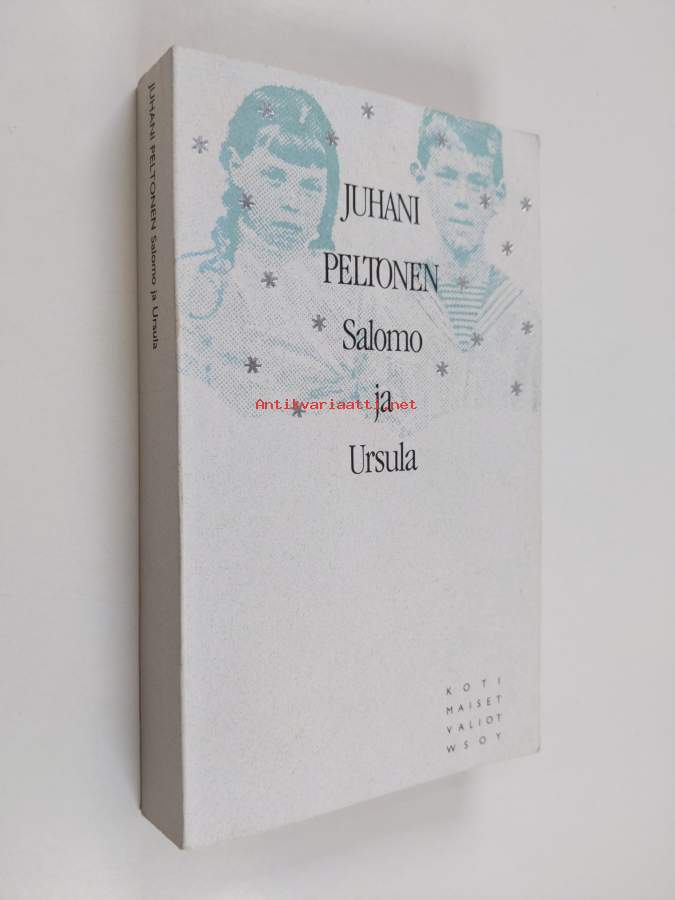 JUHANI PELTONEN Salomo ja Ursula
JUHANI
PELTONEN
Salomo
ja
Ursula
Antikvariaatti.net
KOTI
MAISET
VALIOT
WSOY